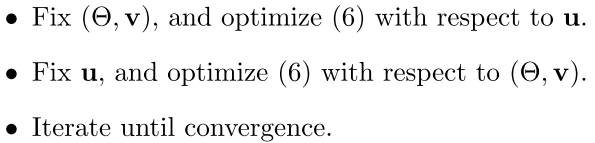 • Fix (Θ, v), and optimize (6) with respect to u.
• Fix u, and optimize (6) with respect to (Θ, v).
• Iterate until convergence.